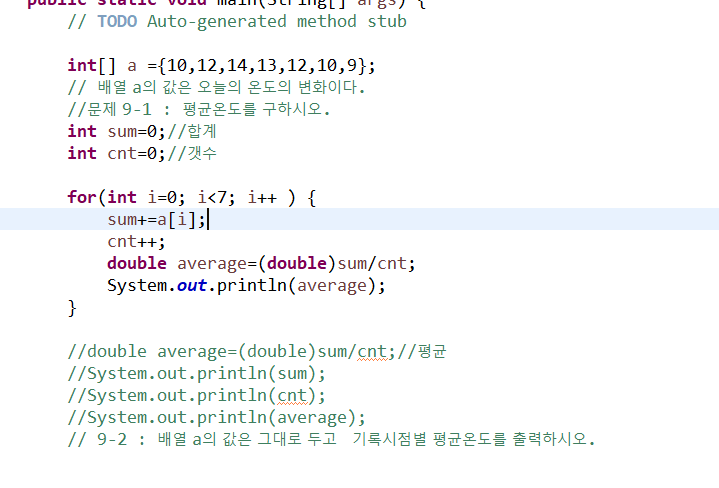 public static void main(String[] args) {
// TODO Auto-generated method stub
int[] a ={10,12,14,13,12,10,9};
// 배열 a의 값은 오늘의 온도의 변화이다.
//문제 9-1 : 평균온도를 구하시오.
int sum=0;//합계
int cnt=0;//갯수
for(int i=0; i<7; i++ ) {
sum+=a[i];
cnt++;
double average=(double)sum/cnt;
System.out.println(average);
}
//double average=(double)sum/cnt;//평균
//System.out.println(sum);
//System.out.println(cnt);
//System.out.println(average);
// 9-2 : 배열 a의 값은 그대로 두고  기록시점별 평균온도를 출력하시오.